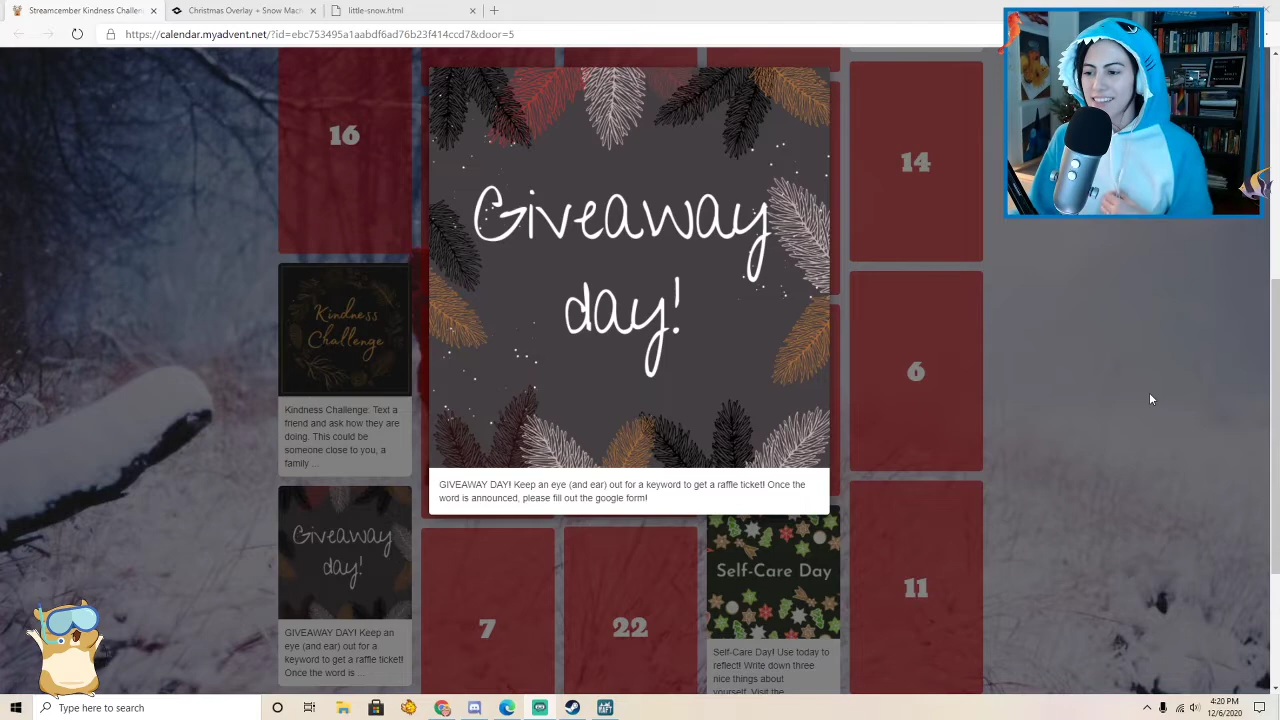 Streamcember Kindness Challen
Christmas Overlay + Snow Mach
little-snow.html
https://calendar.myadvent.net/?id=ebc753495a1aabdf6ad76b23f414ccd7&door=5
16
14
Giveaway
day!
Kindness
Challenge
6
Kindness Challenge: Text a
friend and ask how they are
doing. This could be
someone close to you, a
family ...
GIVEAWAY DAY! Keep an eye (and ear) out for a keyword to get a raffle ticket! Once the
word is announced, please fill out the google form!
Giveaway
day!
Self-Care Day
11
7
22
GIVEAWAY DAY! Keep an
eye (and ear) out for a
keyword to get a raffle ticket!
Once the word is ...
Self-Care Day! Use today to
reflect! Write down three
nice things about
yourself. Visit the
Type here to search
4:20 PM
12/6/2020